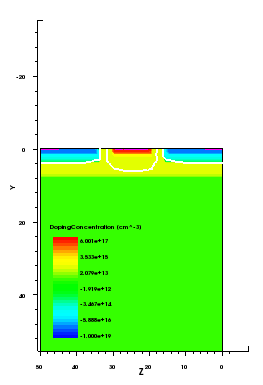 -20
0
Y
20
40
DopingConcentration (cm^-3)
6.001e+17
3.533e+15
2.079e+13
-1.919e+12
-3.467e+14
-5.888e+16
-1.000e+19
50 40 30 20 10 0
Z